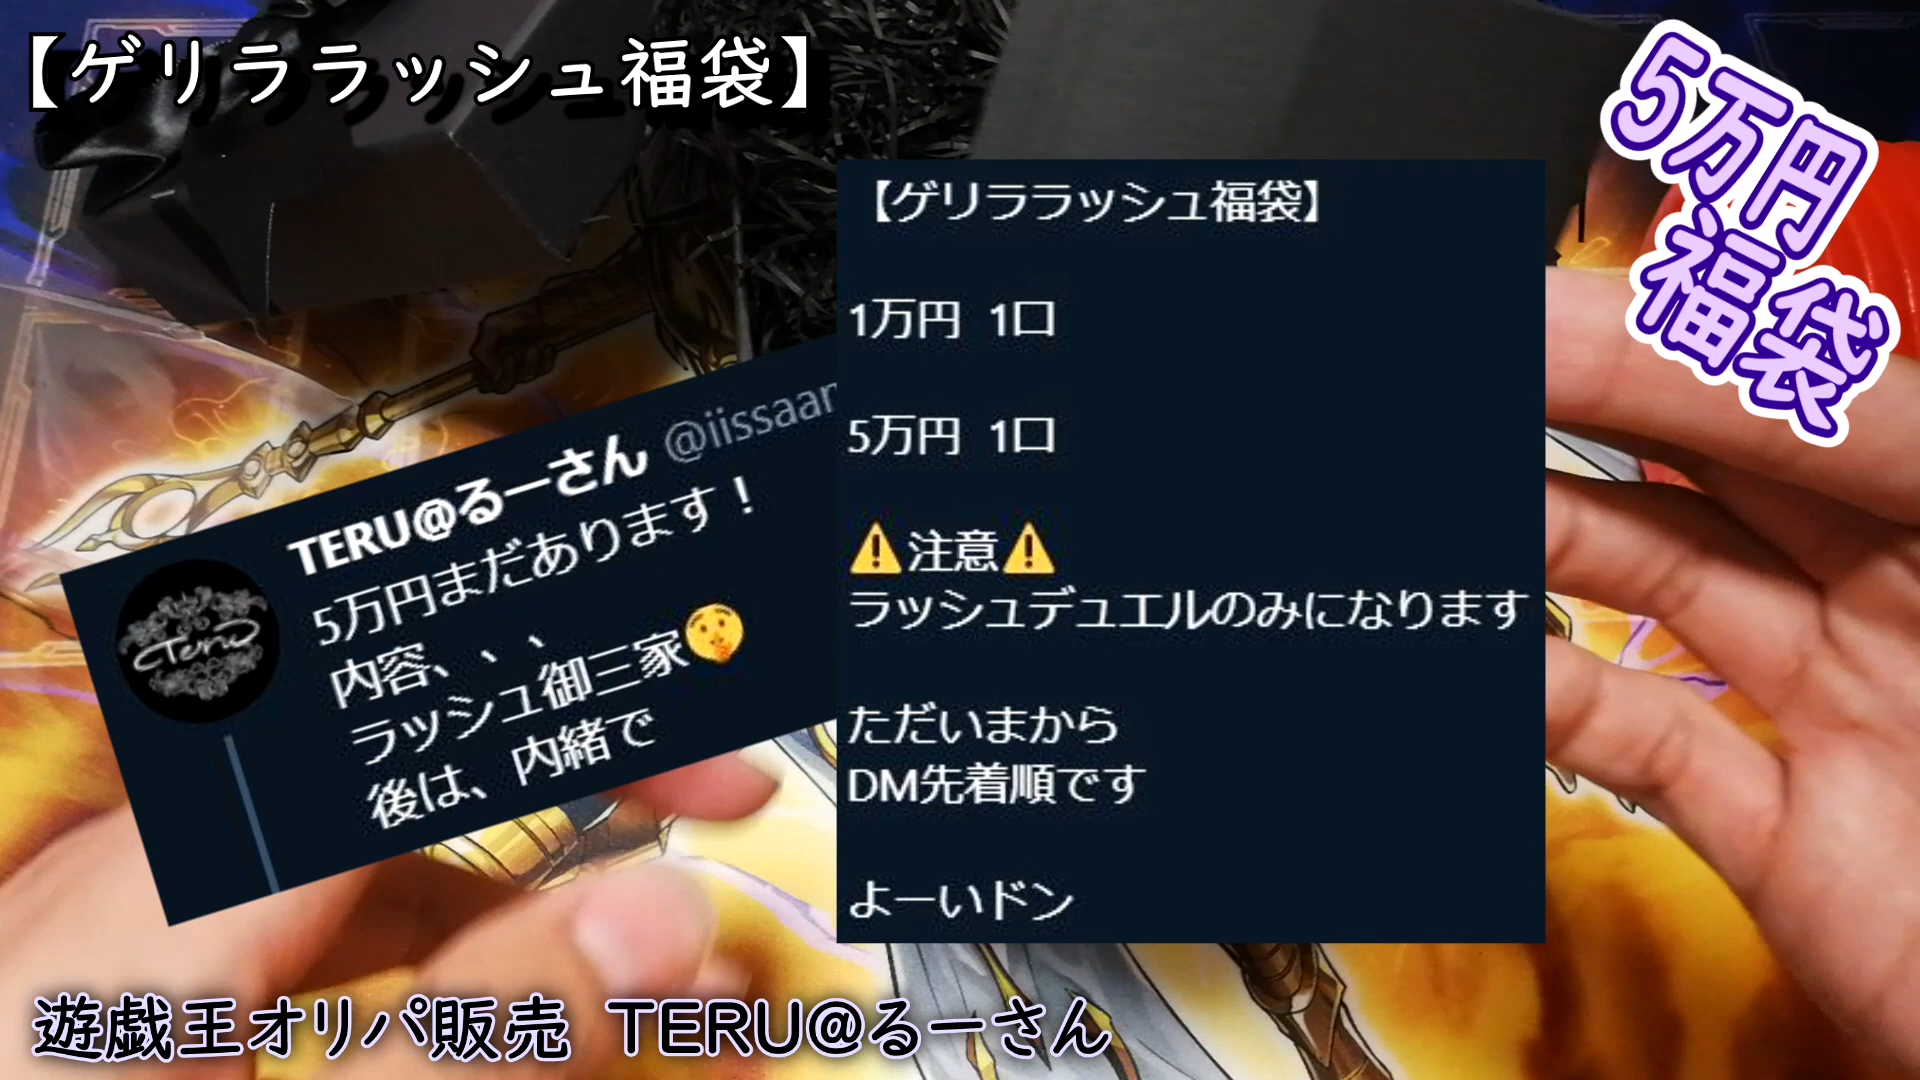 【ゲリララッシュ福袋】
5万円
福袋
TERU@るーさん @iissaan
5万円まだあります！
内容、、、
ラッシュ御三家🤫
後は、内緒で
Teru
【ゲリララッシュ福袋】
1万円 1口
5万円 1口
⚠注意⚠
ラッシュデュエルのみになります
ただいまから
DM先着順です
よーいドン
遊戯王オリパ販売 TERU@るーさん